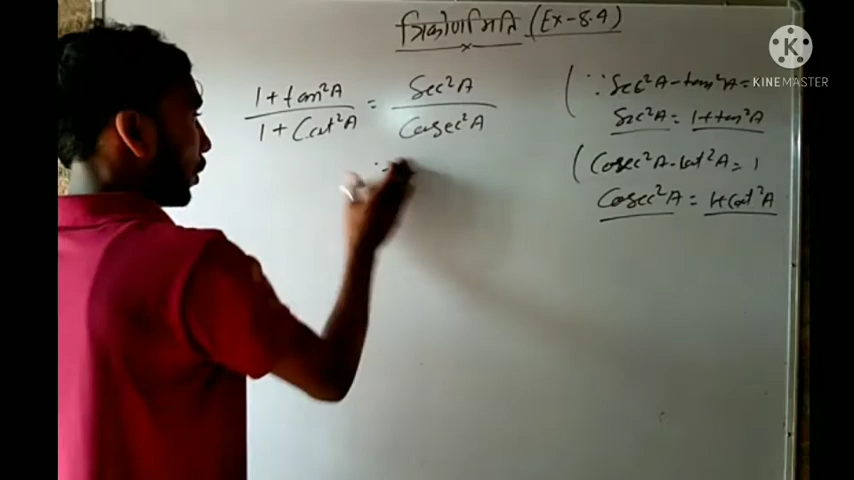 त्रिकोणमिति (Ex-8.4)
1 + tan²A / 1 + Cot²A = Sec²A / Cosec²A
(∵ Sec²A - tan²A =
Sec²A = 1 + tan²A
(Cosec²A - Cot²A = 1
Cosec²A = 1 + Cot²A
K
KINEMASTER